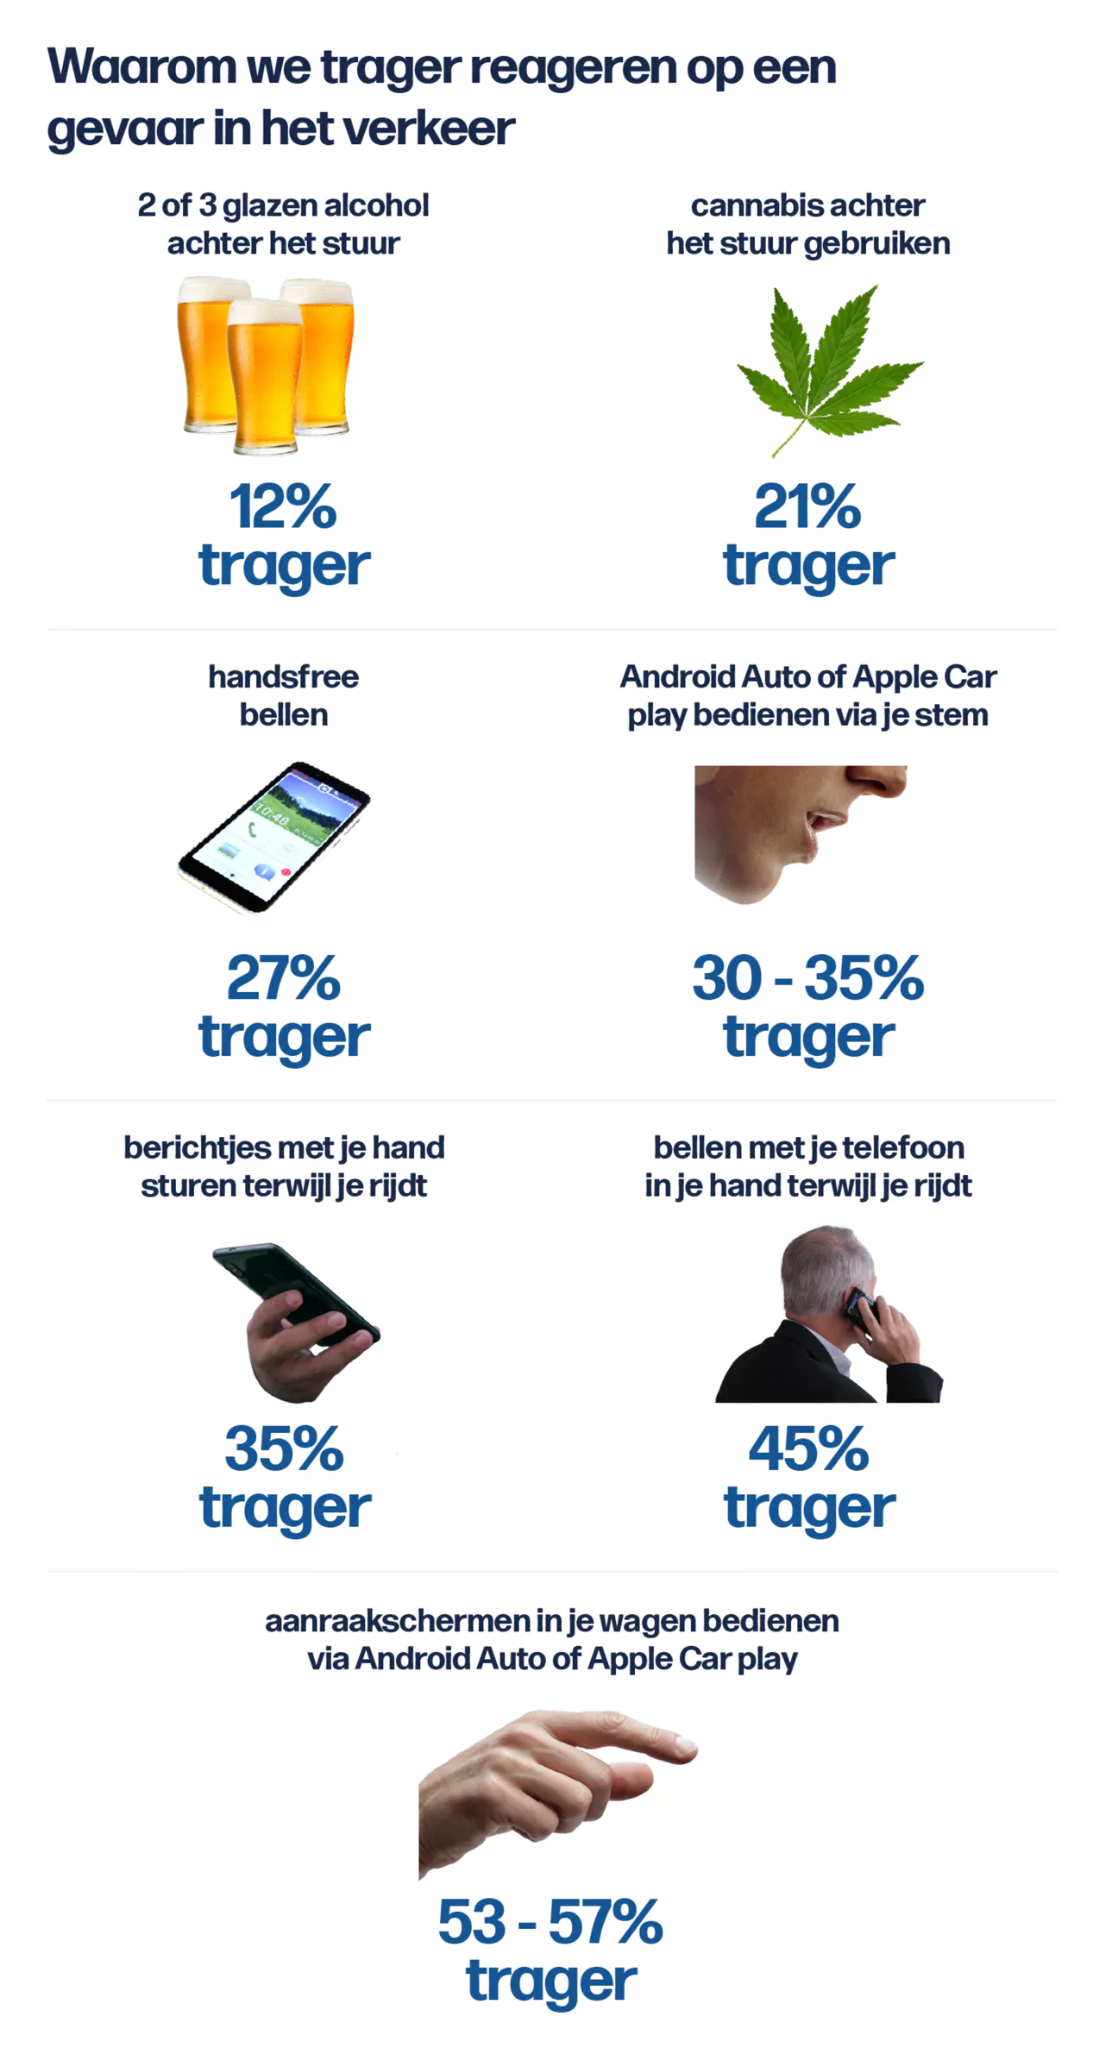 Waarom we trager reageren op een
gevaar in het verkeer
2 of 3 glazen alcohol
achter het stuur
12%
trager
cannabis achter
het stuur gebruiken
21%
trager
handsfree
bellen
10:48
27%
trager
Android Auto of Apple Car
play bedienen via je stem
30 - 35%
trager
berichtjes met je hand
sturen terwijl je rijdt
35%
trager
bellen met je telefoon
in je hand terwijl je rijdt
45%
trager
aanraakschermen in je wagen bedienen
via Android Auto of Apple Car play
53 - 57%
trager